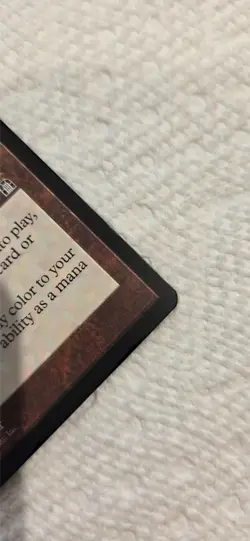 to play,
card or
color to your
ability as a mana